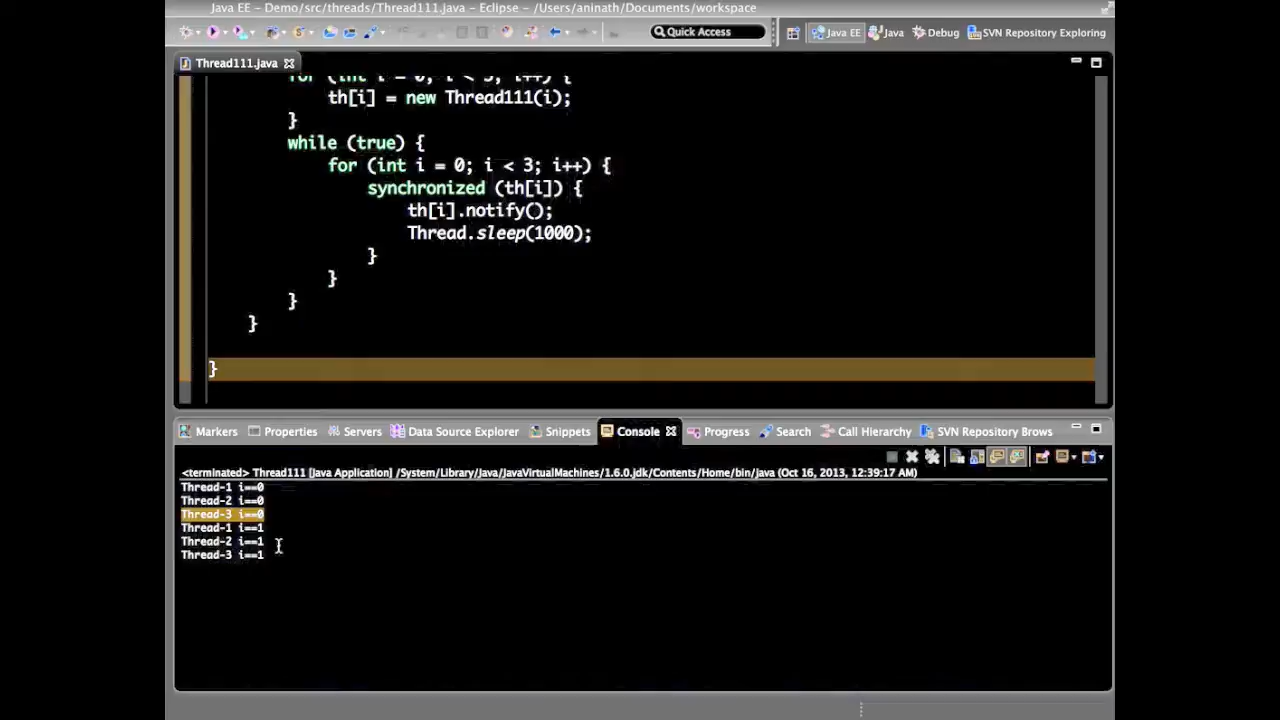 Java EE - Demo/src/threads/Thread111.java - Eclipse - /Users/aninath/Documents/workspace
Quick Access
Java EE
Java
Debug
SVN Repository Exploring
Thread111.java
for (int i = 0; i < 3; i++) {
th[i] = new Thread111(i);
}
while (true) {
for (int i = 0; i < 3; i++) {
synchronized (th[i]) {
th[i].notify();
Thread.sleep(1000);
}
}
}
}
}
Markers
Properties
Servers
Data Source Explorer
Snippets
Console
Progress
Search
Call Hierarchy
SVN Repository Brows
<terminated> Thread111 [Java Application] /System/Library/Java/JavaVirtualMachines/1.6.0.jdk/Contents/Home/bin/java (Oct 16, 2013, 12:39:17 AM)
Thread-1 i==0
Thread-2 i==0
Thread-3 i==0
Thread-1 i==1
Thread-2 i==1
Thread-3 i==1